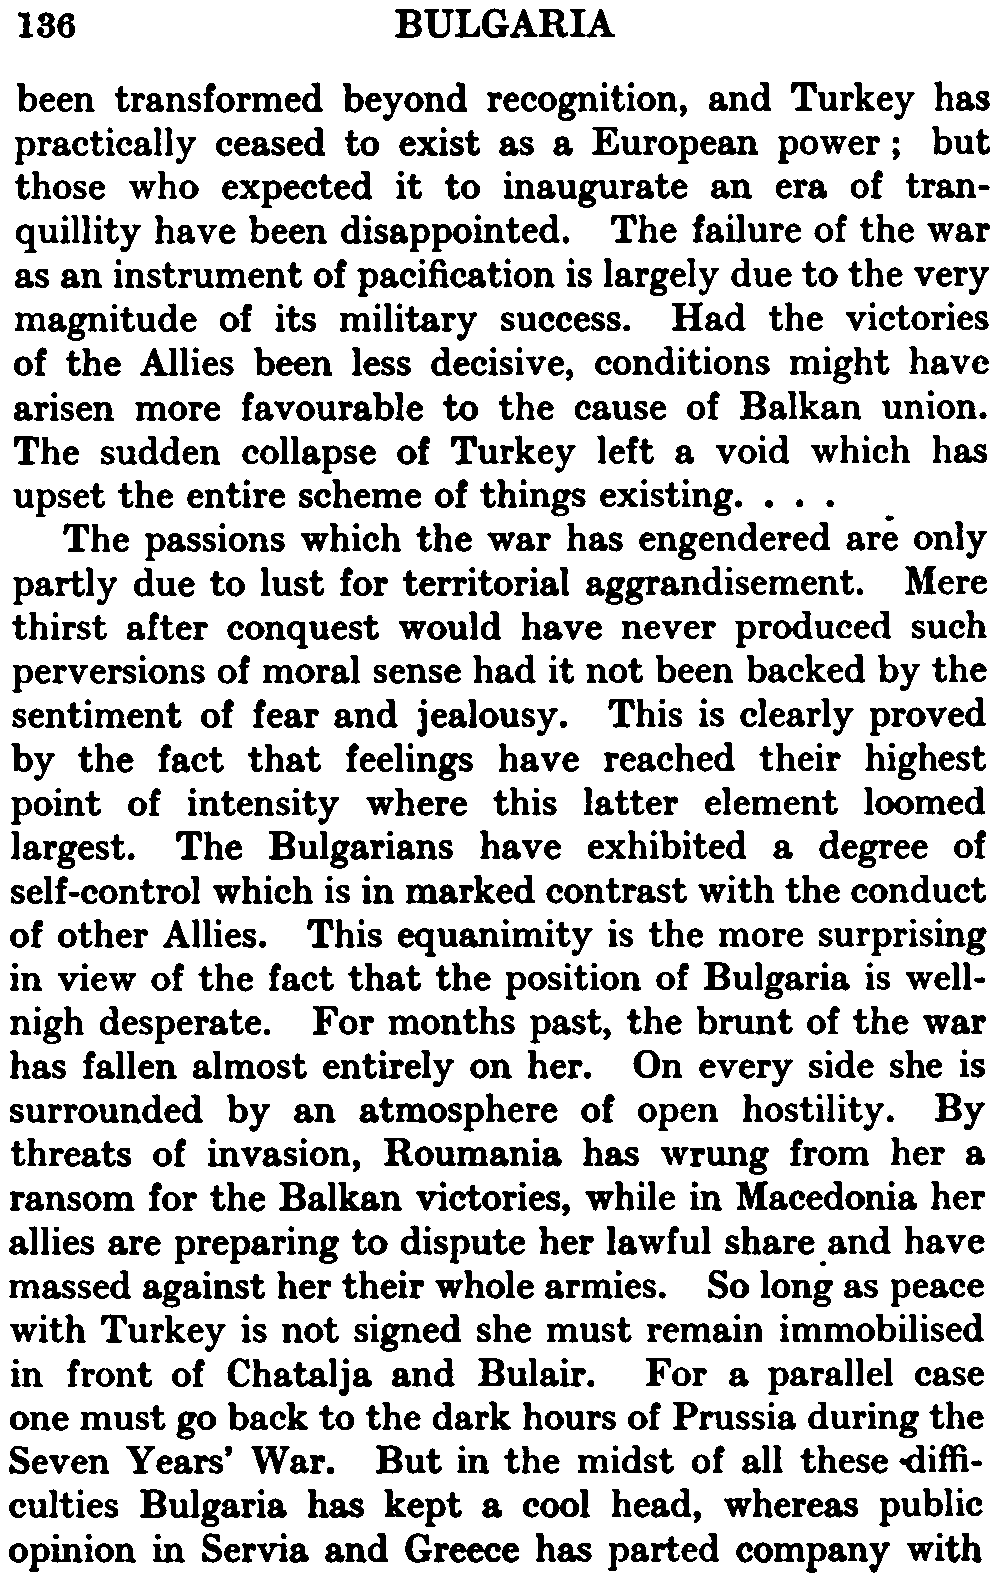 136 BULGARIA
been transformed beyond recognition, and Turkey has
practically ceased to exist as a European power ; but
those who expected it to inaugurate an era of tran-
quillity have been disappointed. The failure of the war
as an instrument of pacification is largely due to the very
magnitude of its military success. Had the victories
of the Allies been less decisive, conditions might have
arisen more favourable to the cause of Balkan union.
The sudden collapse of Turkey left a void which has
upset the entire scheme of things existing. . . .
The passions which the war has engendered are only
partly due to lust for territorial aggrandisement. Mere
thirst after conquest would have never produced such
perversions of moral sense had it not been backed by the
sentiment of fear and jealousy. This is clearly proved
by the fact that feelings have reached their highest
point of intensity where this latter element loomed
largest. The Bulgarians have exhibited a degree of
self-control which is in marked contrast with the conduct
of other Allies. This equanimity is the more surprising
in view of the fact that the position of Bulgaria is well-
nigh desperate. For months past, the brunt of the war
has fallen almost entirely on her. On every side she is
surrounded by an atmosphere of open hostility. By
threats of invasion, Roumania has wrung from her a
ransom for the Balkan victories, while in Macedonia her
allies are preparing to dispute her lawful share and have
massed against her their whole armies. So long as peace
with Turkey is not signed she must remain immobilised
in front of Chatalja and Bulair. For a parallel case
one must go back to the dark hours of Prussia during the
Seven Years' War. But in the midst of all these diffi-
culties Bulgaria has kept a cool head, whereas public
opinion in Servia and Greece has parted company with